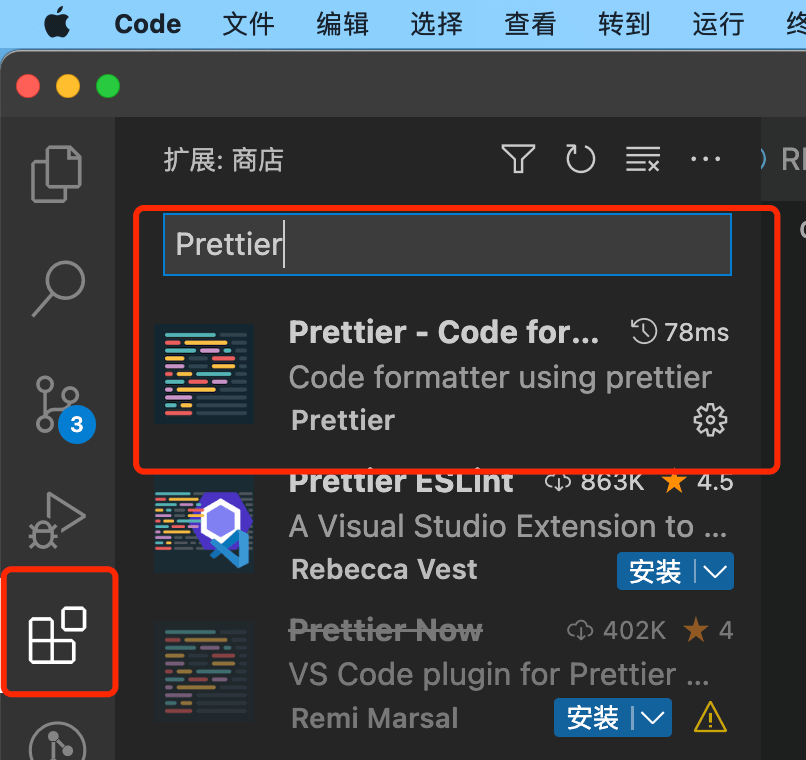 Code 文件 编辑 选择 查看 转到 运行
扩展: 商店
Prettier
Prettier - Code for... 78ms
Code formatter using prettier
Prettier
3
Prettier ESLint 863K 4.5
A Visual Studio Extension to ...
Rebecca Vest 安装
Prettier Now 402K 4
VS Code plugin for Prettier ...
Remi Marsal 安装